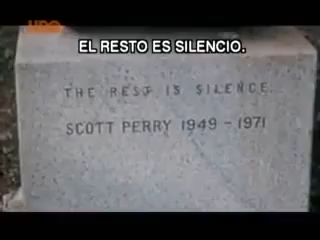 EL RESTO ES SILENCIO.
THE REST IS SILENCE.
SCOTT PERRY 1949 - 1971